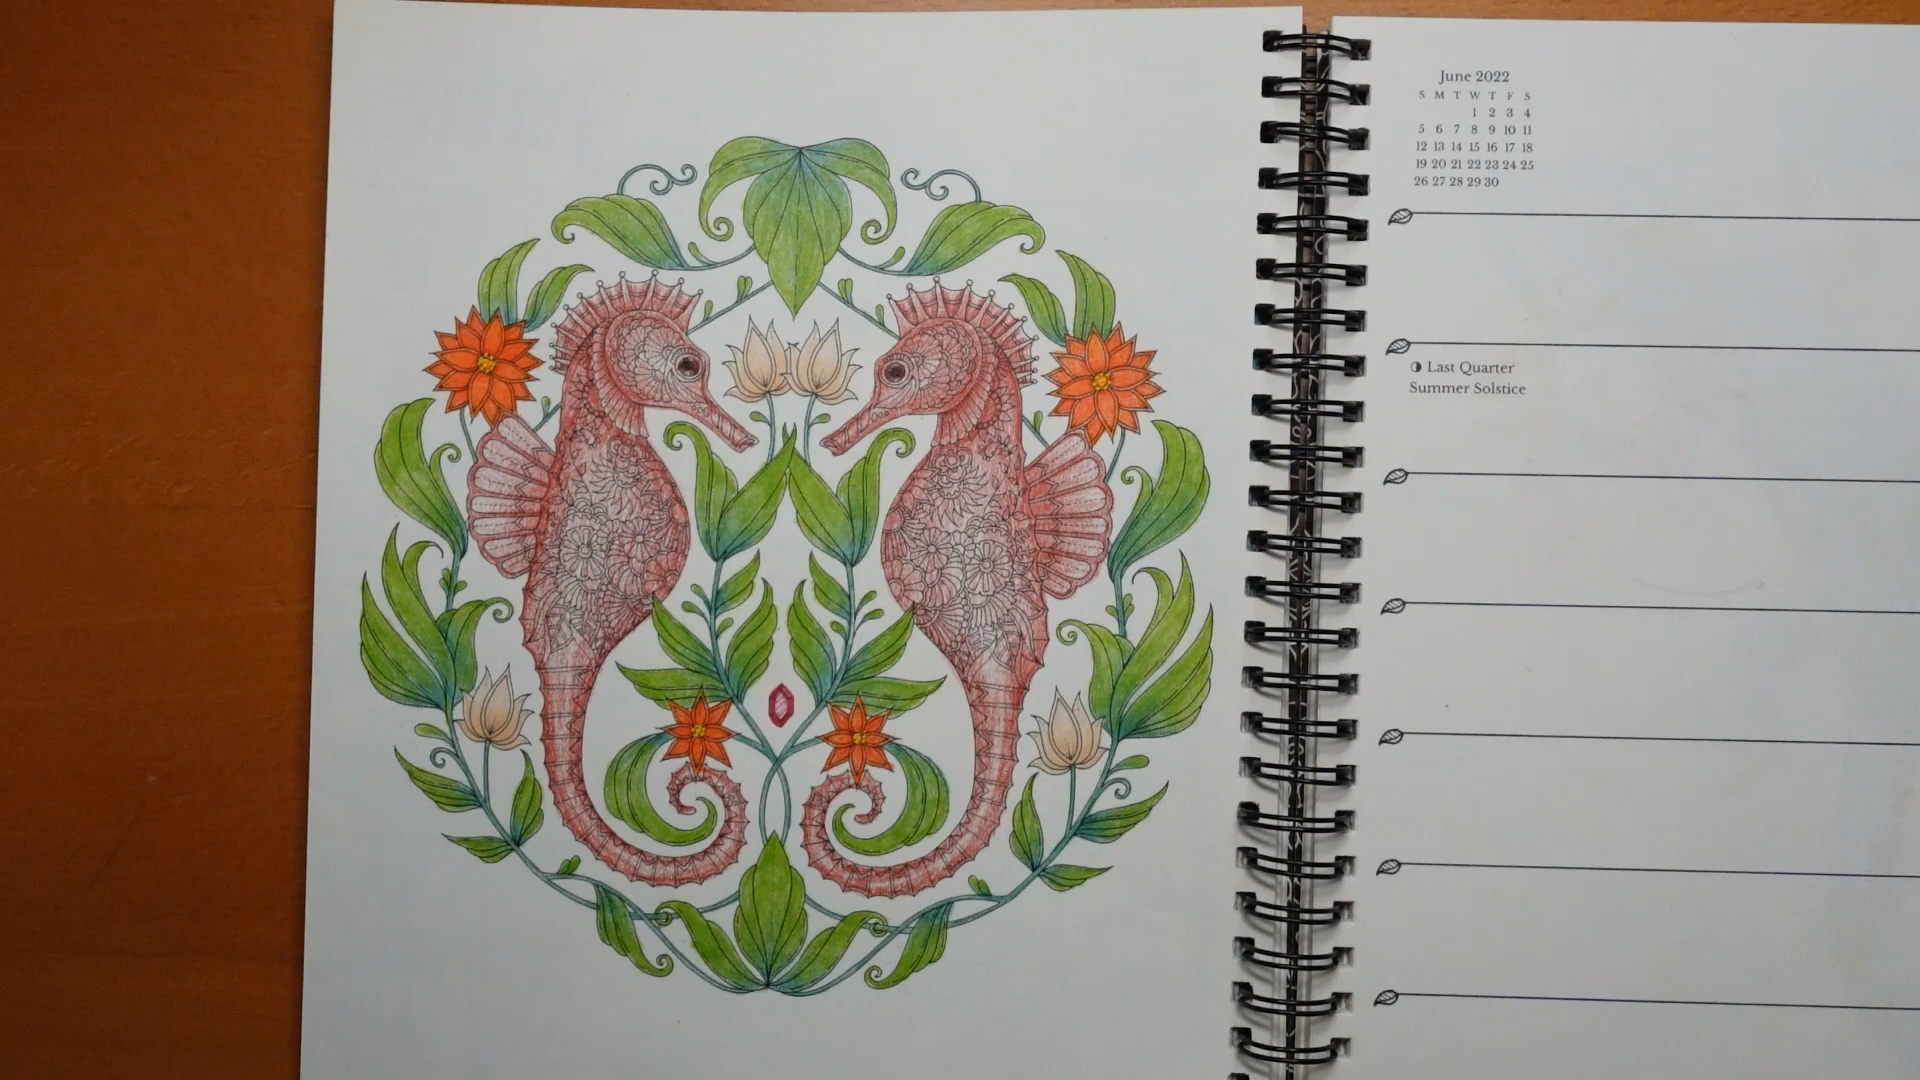 June 2022
S M T W T F S
1 2 3 4
5 6 7 8 9 10 11
12 13 14 15 16 17 18
19 20 21 22 23 24 25
26 27 28 29 30
Last Quarter
Summer Solstice